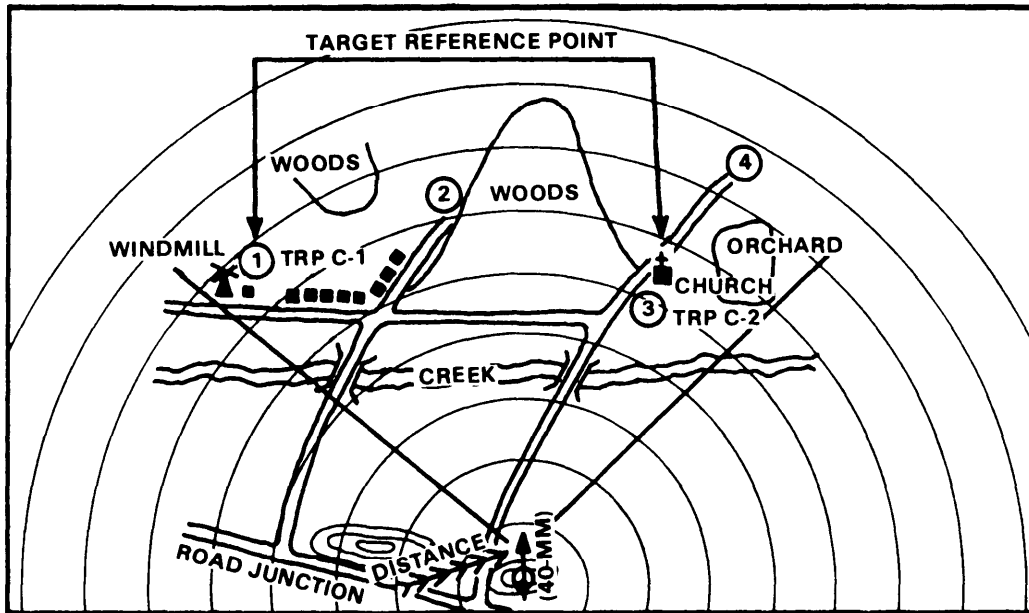 TARGET REFERENCE POINT
WOODS
4
2
WOODS
WINDMILL
1 TRP C-1
ORCHARD
CHURCH
3 TRP C-2
CREEK
ROAD JUNCTION
DISTANCE
(40-MM)